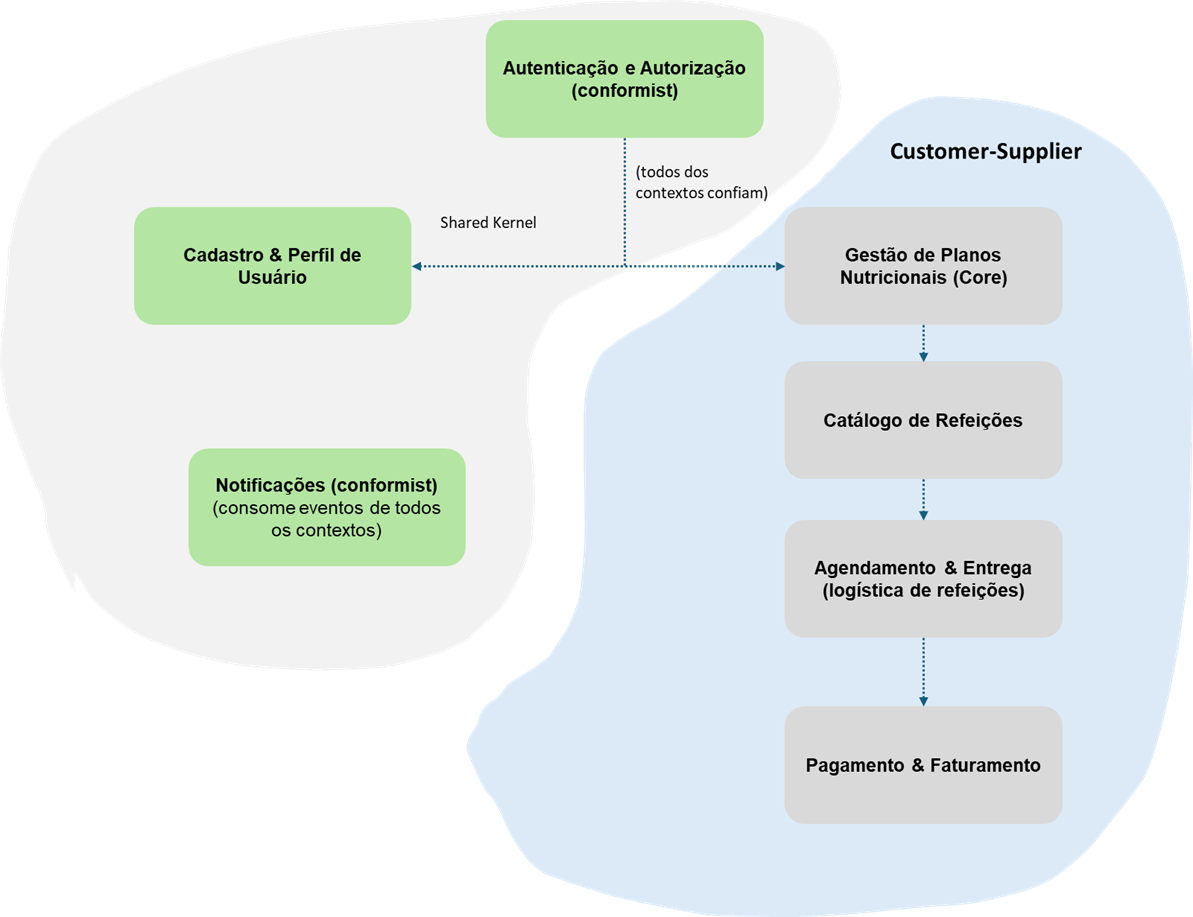 Autenticação e Autorização
(conformist)
(todos dos
contextos confiam)
Customer-Supplier
Shared Kernel
Cadastro & Perfil de
Usuário
Gestão de Planos
Nutricionais (Core)
Catálogo de Refeições
Notificações (conformist)
(consome eventos de todos
os contextos)
Agendamento & Entrega
(logística de refeições)
Pagamento & Faturamento